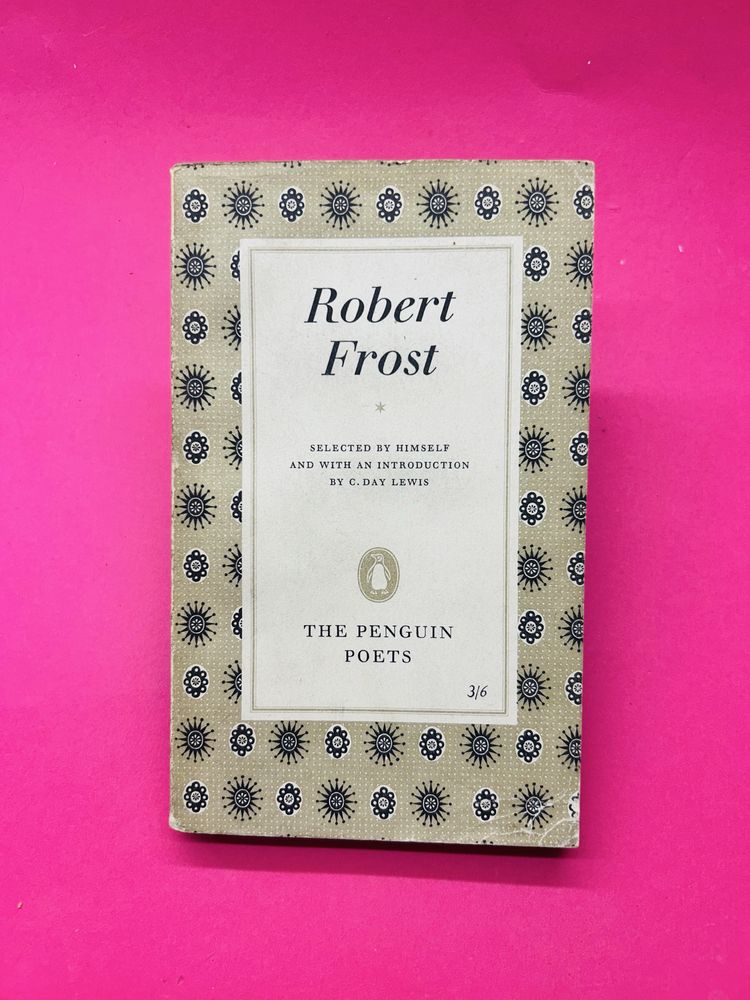 Robert
Frost
SELECTED BY HIMSELF
AND WITH AN INTRODUCTION
BY C. DAY LEWIS
THE PENGUIN
POETS
3/6